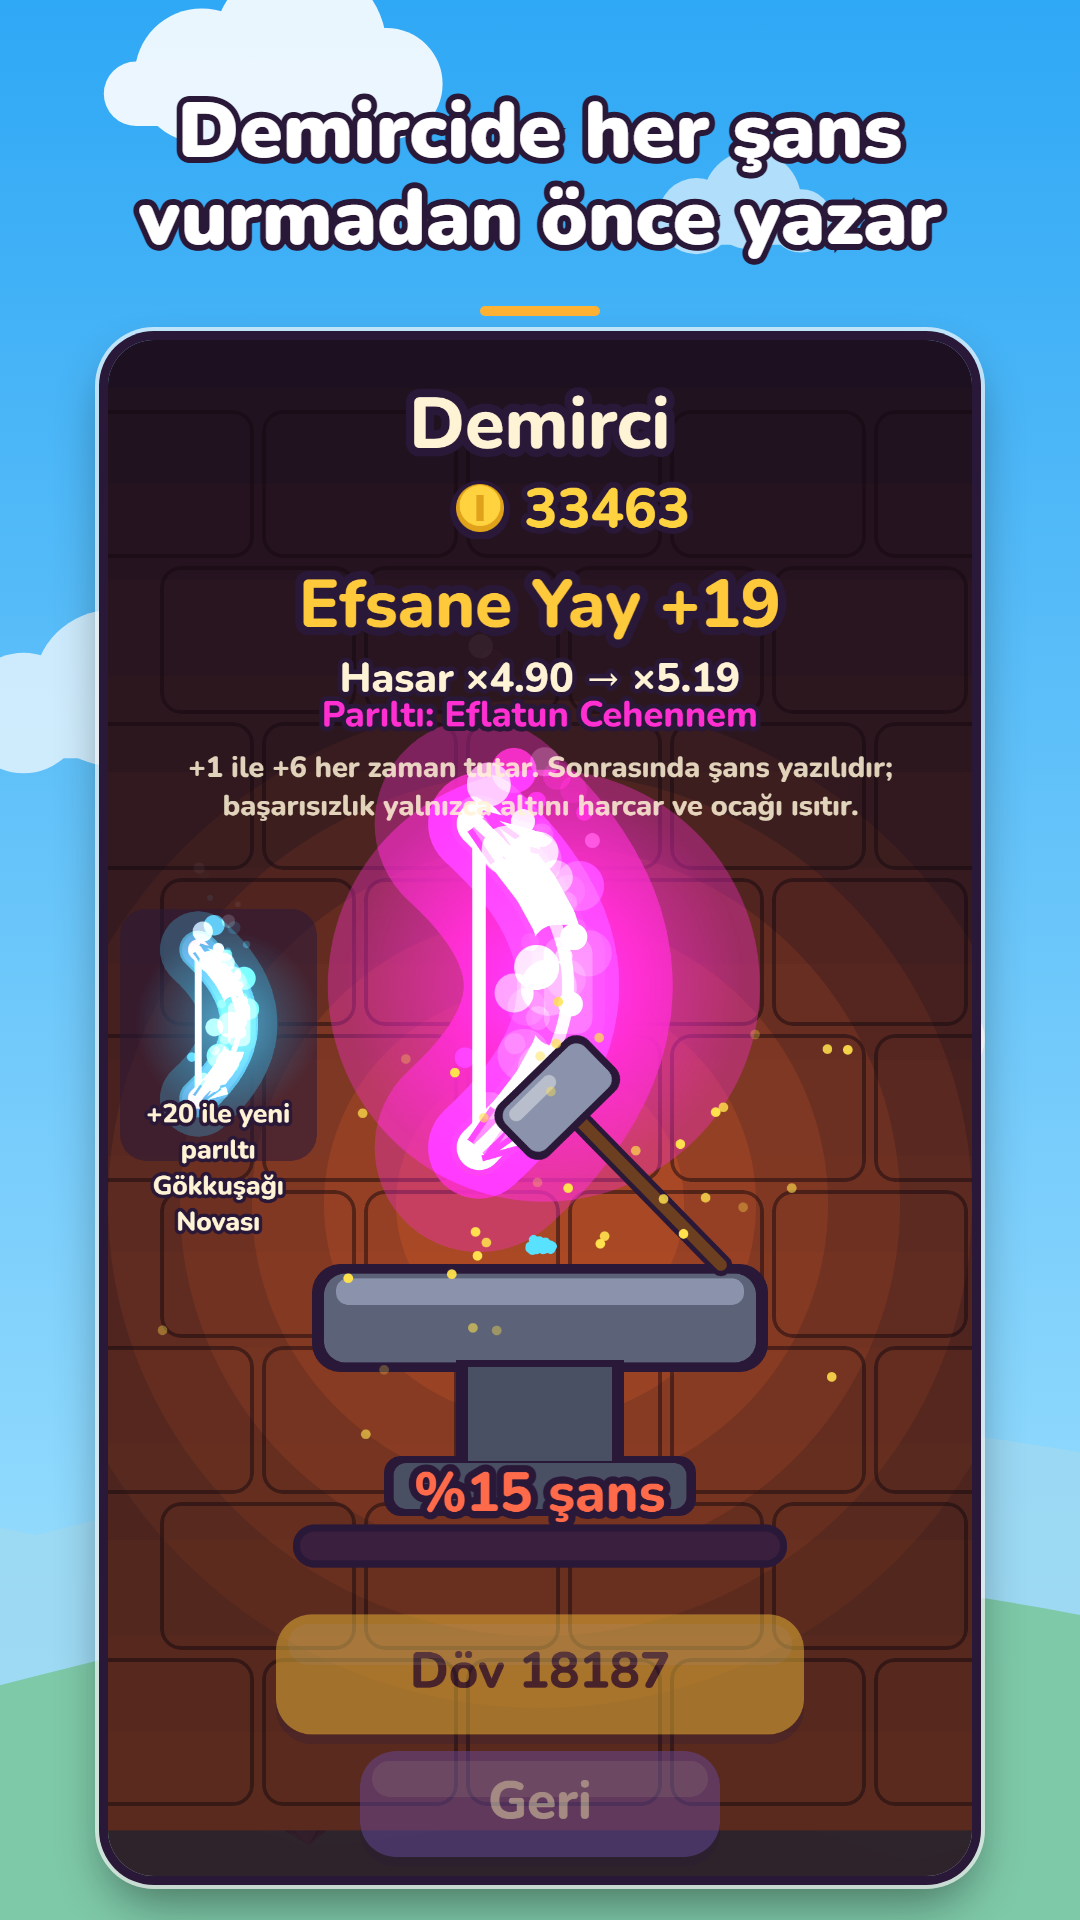 Demircide her şans
vurmadan önce yazar
Demirci
33463
Efsane Yay +19
Hasar ×4.90 → ×5.19
Parıltı: Eflatun Cehennem
+1 ile +6 her zaman tutar. Sonrasında şans yazılıdır;
başarısızlık yalnızca altını harcar ve ocağı ısıtır.
+20 ile yeni
parıltı
Gökkuşağı
Novası
%15 şans
Döv 18187
Geri